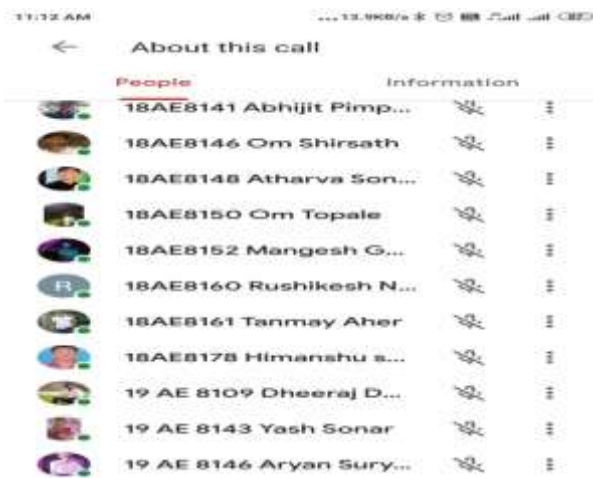 11:12 AM ... 13.9KB/s
About this call
People Information
18AE8141 Abhijit Pimp...
18AE8146 Om Shirsath
18AE8148 Atharva Son...
18AE8150 Om Topale
18AE8152 Mangesh G...
R 18AE8160 Rushikesh N...
18AE8161 Tanmay Aher
18AE8178 Himanshu s...
19 AE 8109 Dheeraj D...
19 AE 8143 Yash Sonar
19 AE 8146 Aryan Sury...